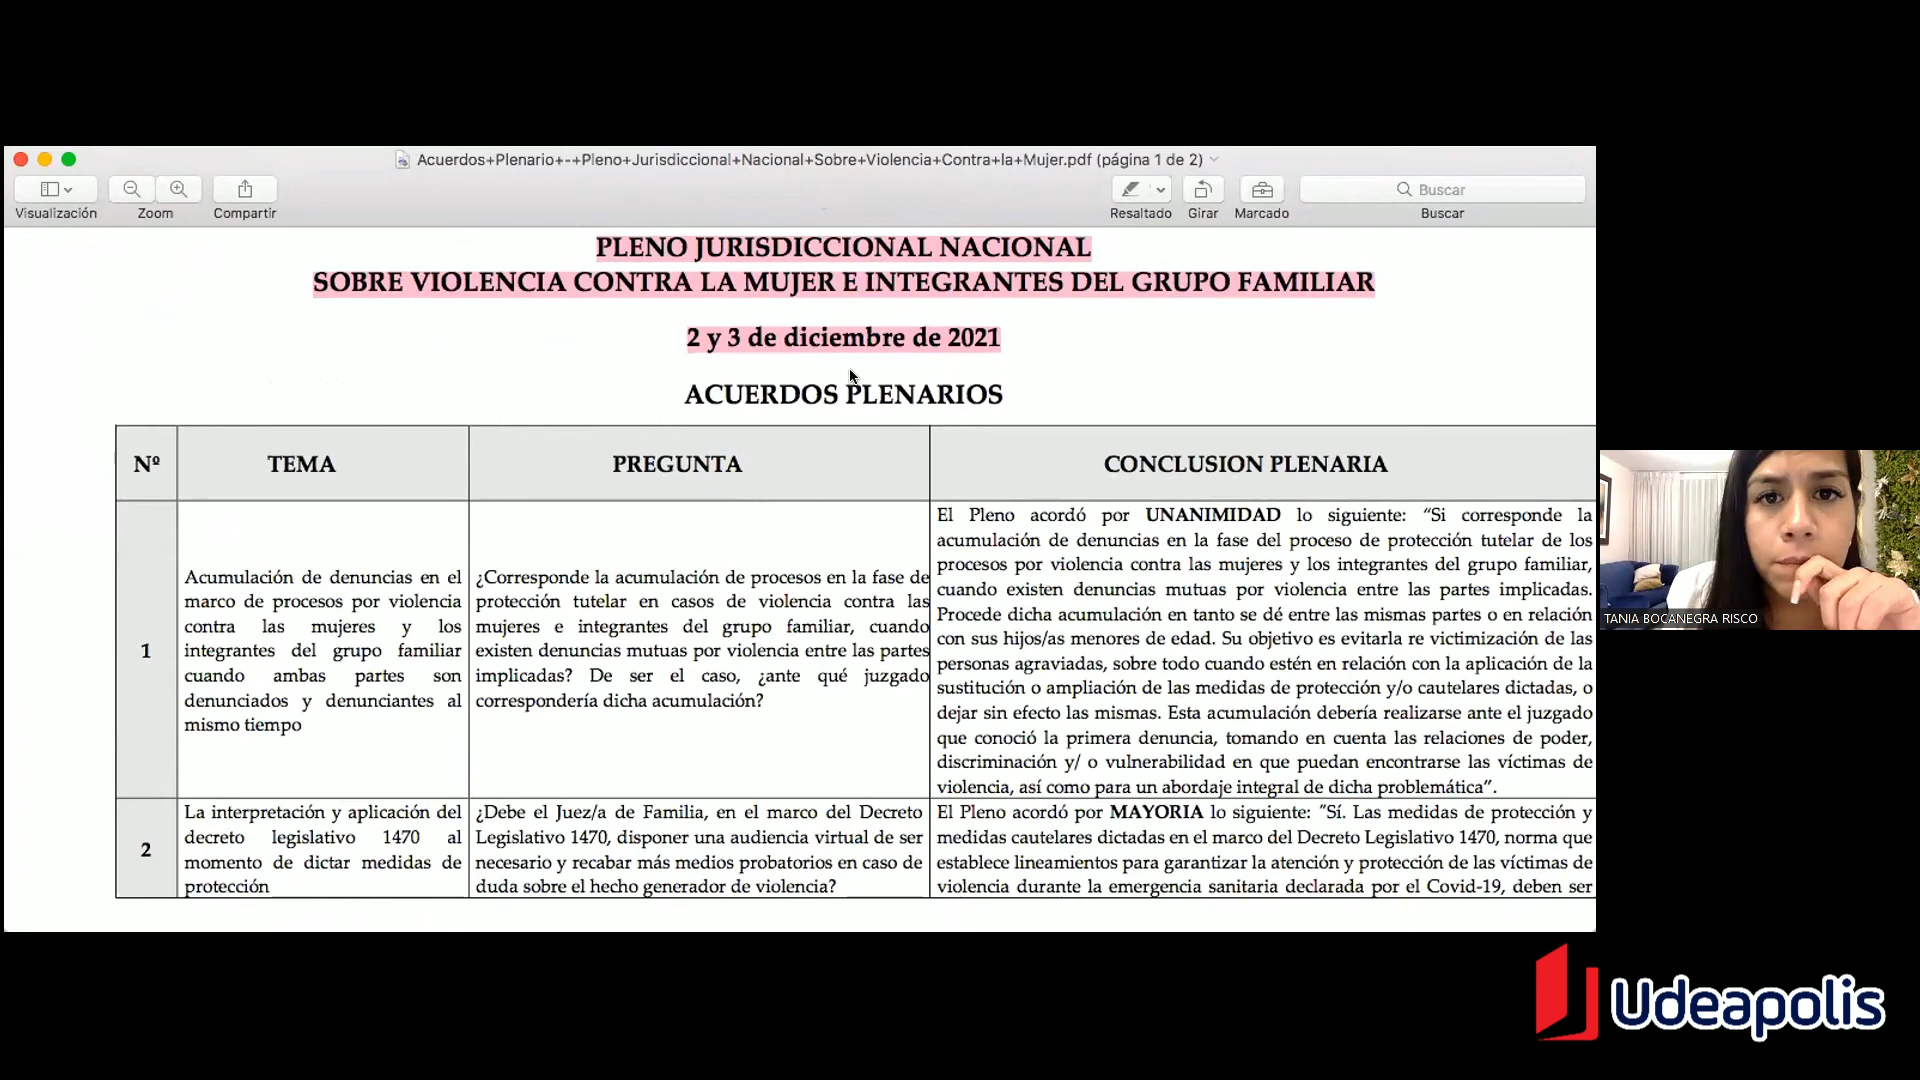 Acuerdos+Plenario+-+Pleno+Jurisdiccional+Nacional+Sobre+Violencia+Contra+la+Mujer.pdf (página 1 de 2)
Visualización
Zoom
Compartir
Resaltado
Girar
Marcado
Buscar
Buscar
PLENO JURISDICCIONAL NACIONAL
SOBRE VIOLENCIA CONTRA LA MUJER E INTEGRANTES DEL GRUPO FAMILIAR
2 y 3 de diciembre de 2021
ACUERDOS PLENARIOS
Nº
TEMA
PREGUNTA
CONCLUSION PLENARIA
1
Acumulación de denuncias en el
marco de procesos por violencia
contra las mujeres y los
integrantes del grupo familiar
cuando ambas partes son
denunciados y denunciantes al
mismo tiempo
¿Corresponde la acumulación de procesos en la fase de
protección tutelar en casos de violencia contra las
mujeres e integrantes del grupo familiar, cuando
existen denuncias mutuas por violencia entre las partes
implicadas? De ser el caso, ¿ante qué juzgado
correspondería dicha acumulación?
El Pleno acordó por UNANIMIDAD lo siguiente: “Si corresponde la
acumulación de denuncias en la fase del proceso de protección tutelar de los
procesos por violencia contra las mujeres y los integrantes del grupo familiar,
cuando existen denuncias mutuas por violencia entre las partes implicadas.
Procede dicha acumulación en tanto se dé entre las mismas partes o en relación
con sus hijos/as menores de edad. Su objetivo es evitarla re victimización de las
personas agraviadas, sobre todo cuando estén en relación con la aplicación de la
sustitución o ampliación de las medidas de protección y/o cautelares dictadas, o
dejar sin efecto las mismas. Esta acumulación debería realizarse ante el juzgado
que conoció la primera denuncia, tomando en cuenta las relaciones de poder,
discriminación y/ o vulnerabilidad en que puedan encontrarse las víctimas de
violencia, así como para un abordaje integral de dicha problemática”.
2
La interpretación y aplicación del
decreto legislativo 1470 al
momento de dictar medidas de
protección
¿Debe el Juez/a de Familia, en el marco del Decreto
Legislativo 1470, disponer una audiencia virtual de ser
necesario y recabar más medios probatorios en caso de
duda sobre el hecho generador de violencia?
El Pleno acordó por MAYORIA lo siguiente: “Sí. Las medidas de protección y
medidas cautelares dictadas en el marco del Decreto Legislativo 1470, norma que
establece lineamientos para garantizar la atención y protección de las víctimas de
violencia durante la emergencia sanitaria declarada por el Covid-19, deben ser
TANIA BOCANEGRA RISCO
Udeapolis